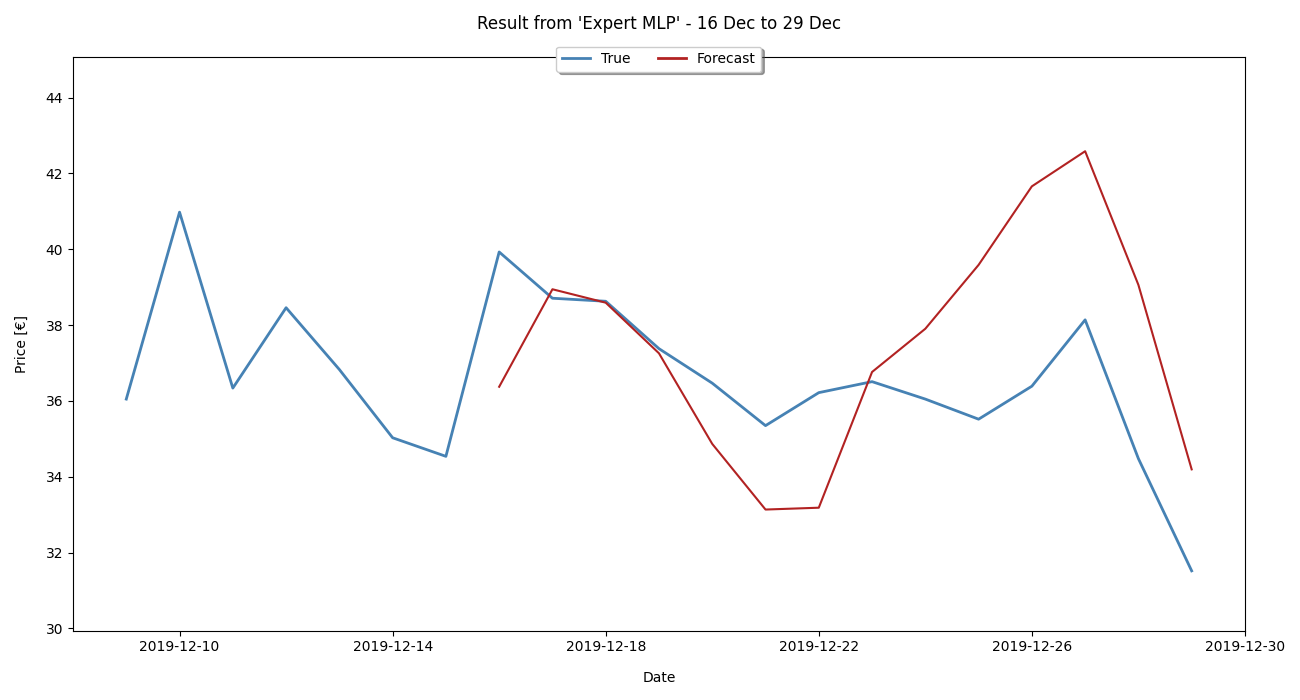 Result from 'Expert MLP' - 16 Dec to 29 Dec
True Forecast
44
42
40
38
36
34
32
30
Price [€]
2019-12-10 2019-12-14 2019-12-18 2019-12-22 2019-12-26 2019-12-30
Date